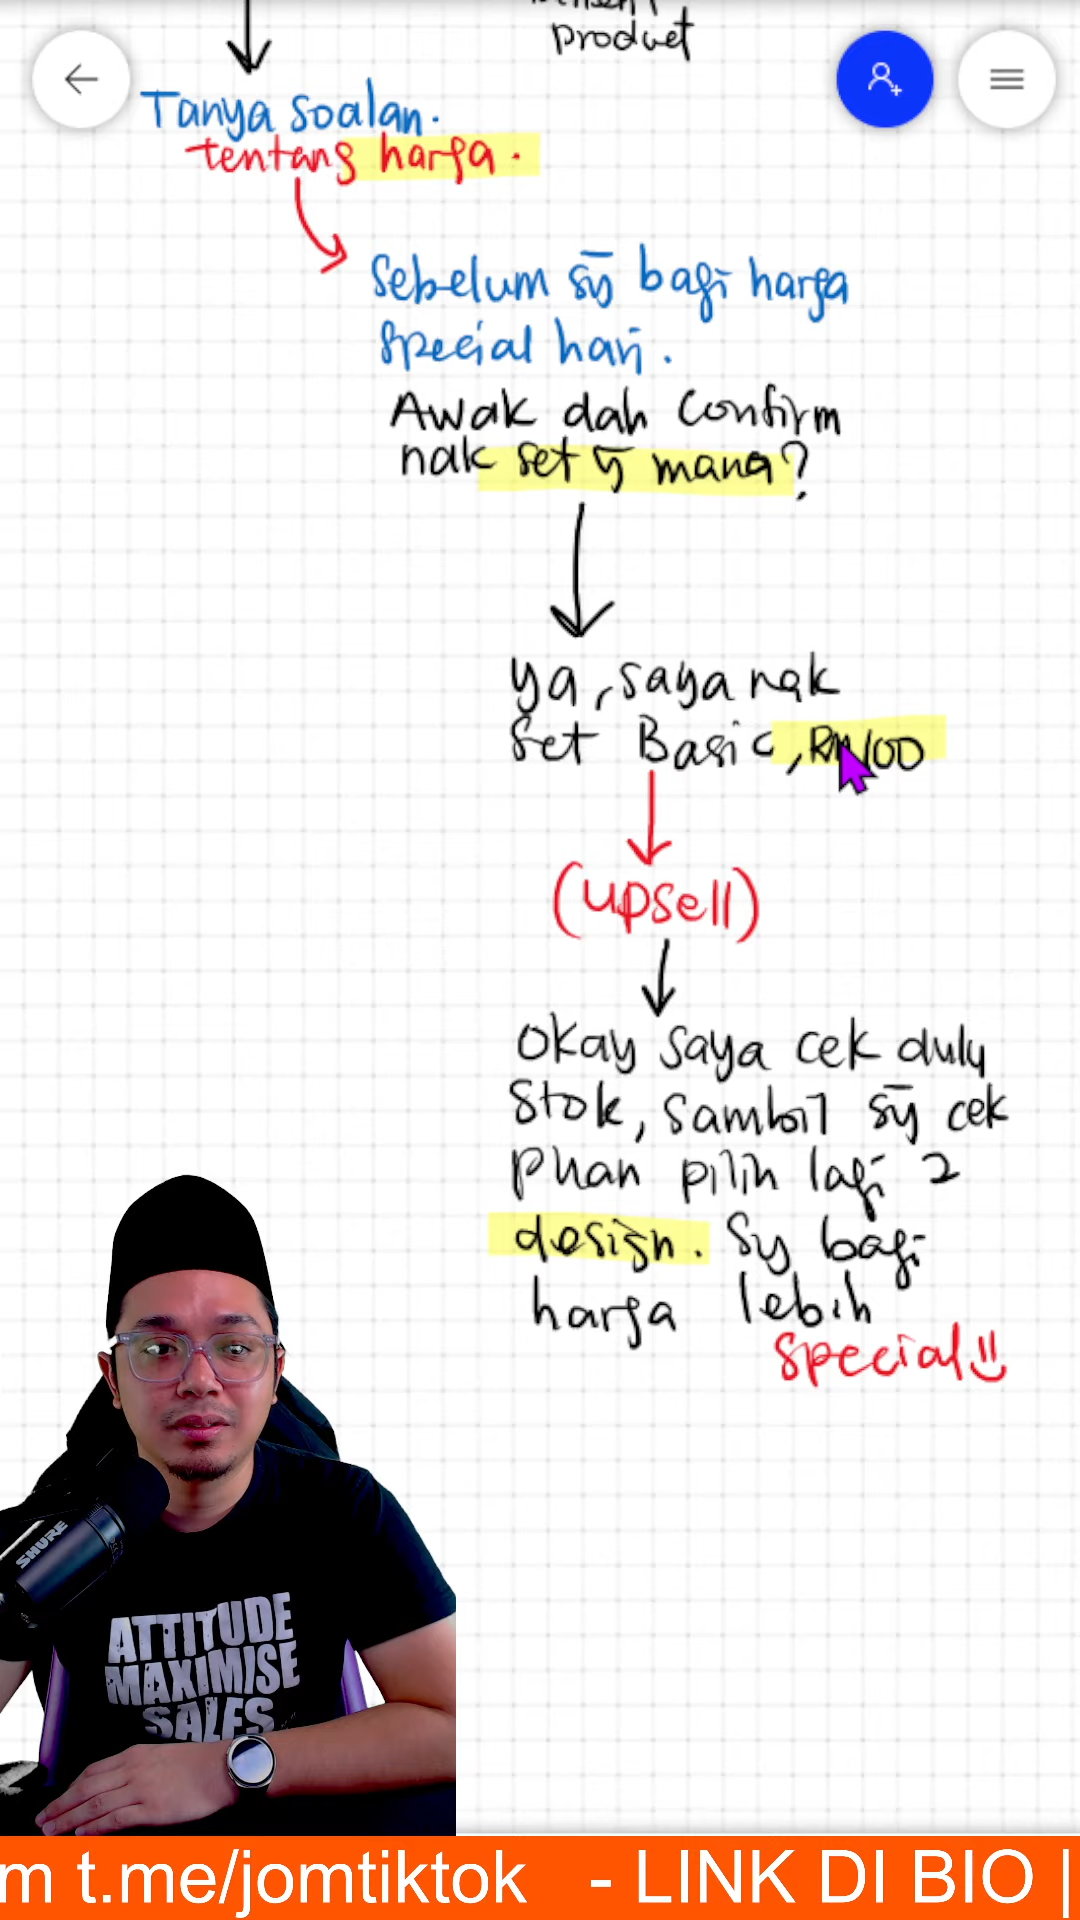 product
Tanya soalan.
tentang harga.
Sebelum sy bagi harga
special hari.
Awak dah confirm
nak set yg mana?
ya, saya nak
set Basic, RM100
(upsell)
Okay saya cek dulu
Stok, sambil sy cek
puan pilih lagi 2
design. Sy bagi
harga lebih
special
SHURE
ATTITUDE
MAXIMISE
SALES
m t.me/jomtiktok - LINK DI BIO |